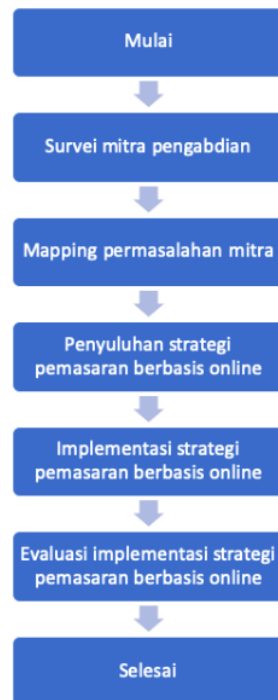 Mulai
Survei mitra pengabdian
Mapping permasalahan mitra
Penyuluhan strategi
pemasaran berbasis online
Implementasi strategi
pemasaran berbasis online
Evaluasi implementasi strategi
pemasaran berbasis online
Selesai